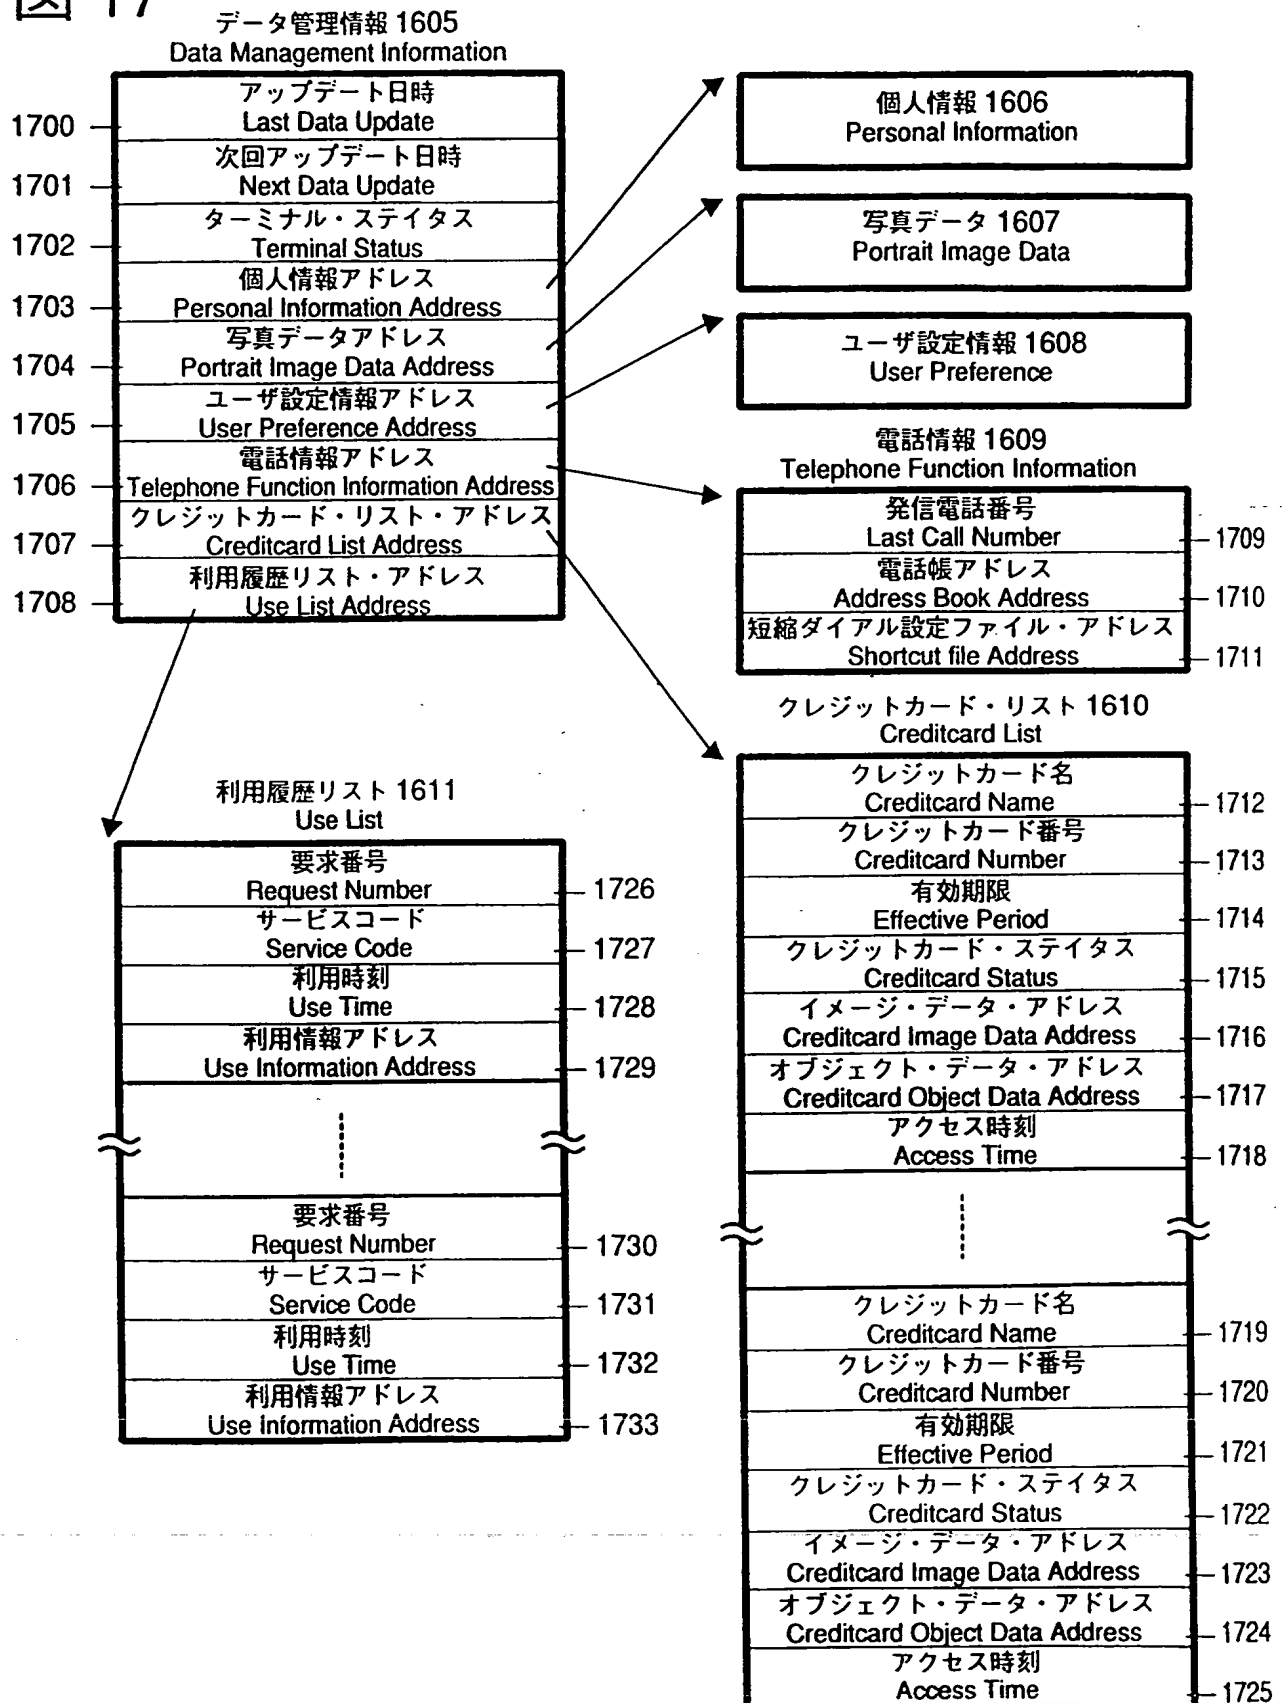 図 17
データ管理情報 1605
Data Management Information
アップデート日時
1700 Last Data Update
次回アップデート日時
1701 Next Data Update
ターミナル・ステイタス
1702 Terminal Status
個人情報アドレス
1703 Personal Information Address
写真データアドレス
1704 Portrait Image Data Address
ユーザ設定情報アドレス
1705 User Preference Address
電話情報アドレス
1706 Telephone Function Information Address
クレジットカード・リスト・アドレス
1707 Creditcard List Address
利用履歴リスト・アドレス
1708 Use List Address
個人情報 1606
Personal Information
写真データ 1607
Portrait Image Data
ユーザ設定情報 1608
User Preference
電話情報 1609
Telephone Function Information
発信電話番号
Last Call Number 1709
電話帳アドレス
Address Book Address 1710
短縮ダイアル設定ファイル・アドレス
Shortcut file Address 1711
クレジットカード・リスト 1610
Creditcard List
クレジットカード名
Creditcard Name 1712
クレジットカード番号
Creditcard Number 1713
有効期限
Effective Period 1714
クレジットカード・ステイタス
Creditcard Status 1715
イメージ・データ・アドレス
Creditcard Image Data Address 1716
オブジェクト・データ・アドレス
Creditcard Object Data Address 1717
アクセス時刻
Access Time 1718
クレジットカード名
Creditcard Name 1719
クレジットカード番号
Creditcard Number 1720
有効期限
Effective Period 1721
クレジットカード・ステイタス
Creditcard Status 1722
イメージ・データ・アドレス
Creditcard Image Data Address 1723
オブジェクト・データ・アドレス
Creditcard Object Data Address 1724
アクセス時刻
Access Time 1725
利用履歴リスト 1611
Use List
要求番号
Request Number 1726
サービスコード
Service Code 1727
利用時刻
Use Time 1728
利用情報アドレス
Use Information Address 1729
要求番号
Request Number 1730
サービスコード
Service Code 1731
利用時刻
Use Time 1732
利用情報アドレス
Use Information Address 1733